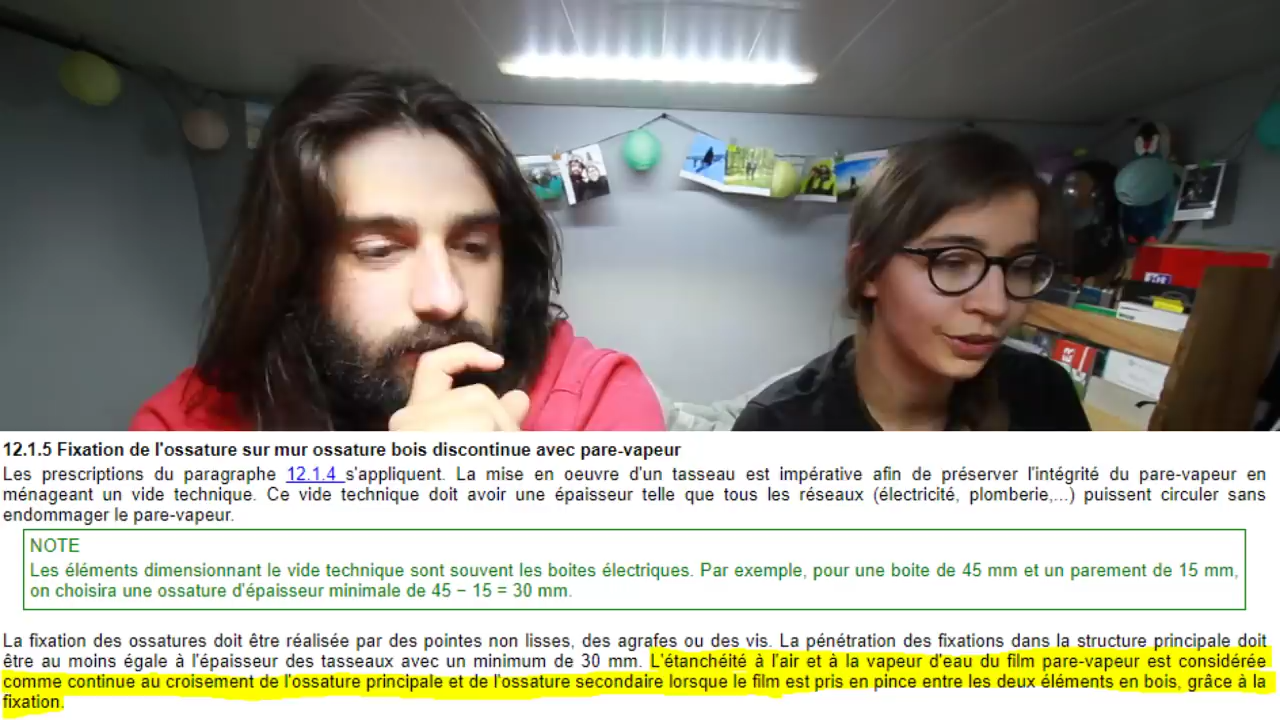 12.1.5 Fixation de l'ossature sur mur ossature bois discontinue avec pare-vapeur
Les prescriptions du paragraphe 12.1.4 s'appliquent. La mise en oeuvre d'un tasseau est impérative afin de préserver l'intégrité du pare-vapeur en
ménageant un vide technique. Ce vide technique doit avoir une épaisseur telle que tous les réseaux (électricité, plomberie,...) puissent circuler sans
endommager le pare-vapeur.
NOTE
Les éléments dimensionnant le vide technique sont souvent les boites électriques. Par exemple, pour une boite de 45 mm et un parement de 15 mm,
on choisira une ossature d'épaisseur minimale de 45 − 15 = 30 mm.
La fixation des ossatures doit être réalisée par des pointes non lisses, des agrafes ou des vis. La pénétration des fixations dans la structure principale doit
être au moins égale à l'épaisseur des tasseaux avec un minimum de 30 mm. L'étanchéité à l'air et à la vapeur d'eau du film pare-vapeur est considérée
comme continue au croisement de l'ossature principale et de l'ossature secondaire lorsque le film est pris en pince entre les deux éléments en bois, grâce à la
fixation.